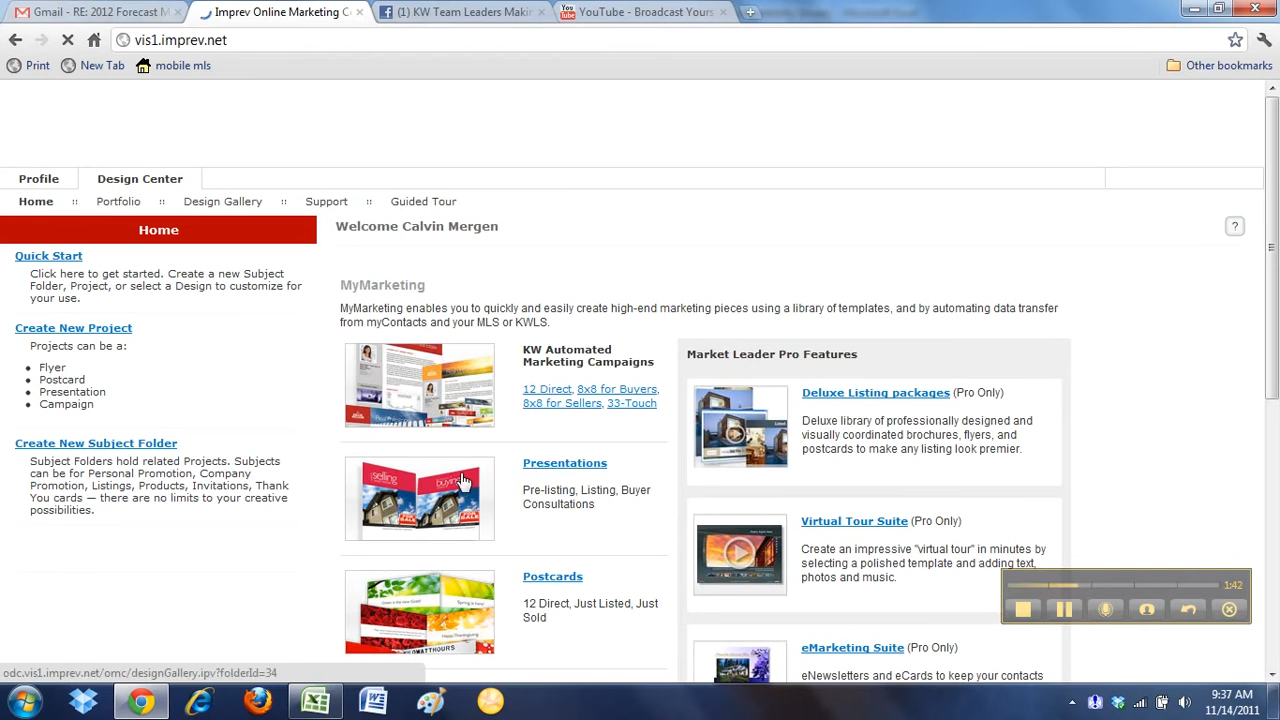 Gmail - RE: 2012 Forecast M
Imprev Online Marketing C
(1) KW Team Leaders Makin
YouTube - Broadcast Yours
vis1.imprev.net
Print
New Tab
mobile mls
Other bookmarks
Profile
Design Center
Home :: Portfolio :: Design Gallery :: Support :: Guided Tour
Home
Welcome Calvin Mergen
?
Quick Start
Click here to get started. Create a new Subject
Folder, Project, or select a Design to customize for
your use.
Create New Project
Projects can be a:
Flyer
Postcard
Presentation
Campaign
Create New Subject Folder
Subject Folders hold related Projects. Subjects
can be for Personal Promotion, Company
Promotion, Listings, Products, Invitations, Thank
You cards — there are no limits to your creative
possibilities.
MyMarketing
MyMarketing enables you to quickly and easily create high-end marketing pieces using a library of templates, and by automating data transfer
from myContacts and your MLS or KWLS.
KW Automated
Marketing Campaigns
12 Direct, 8x8 for Buyers,
8x8 for Sellers, 33-Touch
selling
buying
Presentations
Pre-listing, Listing, Buyer
Consultations
Postcards
12 Direct, Just Listed, Just
Sold
Market Leader Pro Features
Deluxe Listing packages (Pro Only)
Deluxe library of professionally designed and
visually coordinated brochures, flyers, and
postcards to make any listing look premier.
Virtual Tour Suite (Pro Only)
Create an impressive "virtual tour" in minutes by
selecting a polished template and adding text,
photos and music.
eMarketing Suite (Pro Only)
eNewsletters and eCards to keep your contacts
1:42
odc.vis1.imprev.net/omc/designGallery.ipv?folderId=34
9:37 AM
11/14/2011